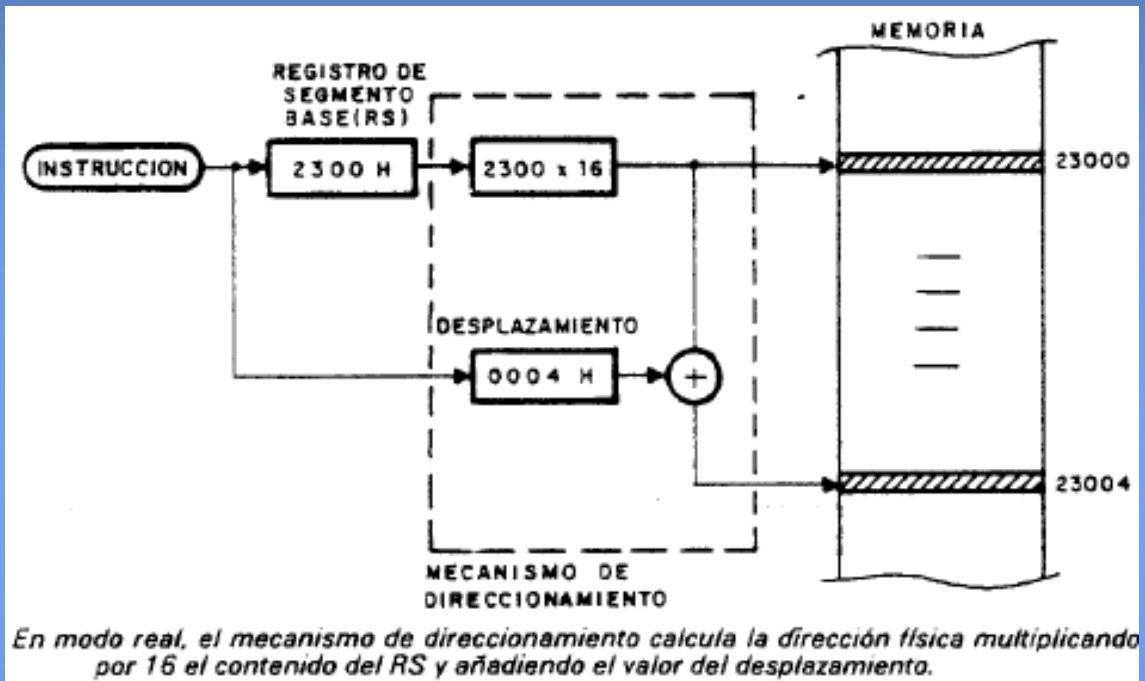 MEMORIA
REGISTRO DE
SEGMENTO
BASE(RS)
INSTRUCCION
2300 H
2300 x 16
23000
DESPLAZAMIENTO
0004 H
+
23004
MECANISMO DE
DIRECCIONAMIENTO
En modo real, el mecanismo de direccionamiento calcula la dirección física multiplicando
por 16 el contenido del RS y añadiendo el valor del desplazamiento.